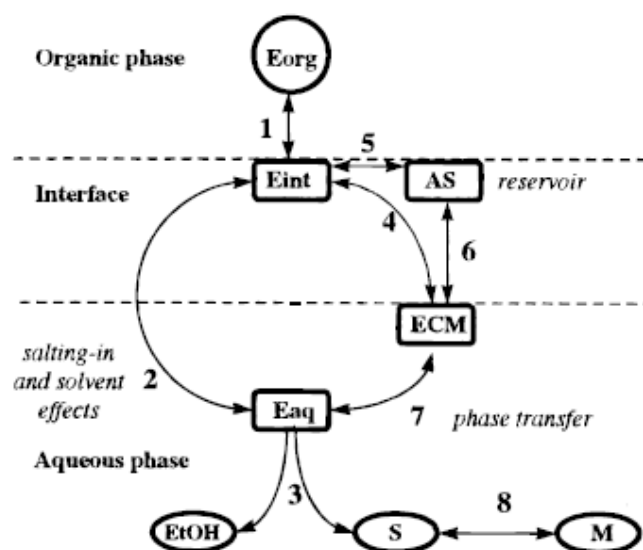 Organic phase
Eorg
1
5
Interface
Eint
AS
reservoir
4
6
ECM
salting-in
and solvent
effects
2
Eaq
7
phase transfer
Aqueous phase
3
8
EtOH
S
M